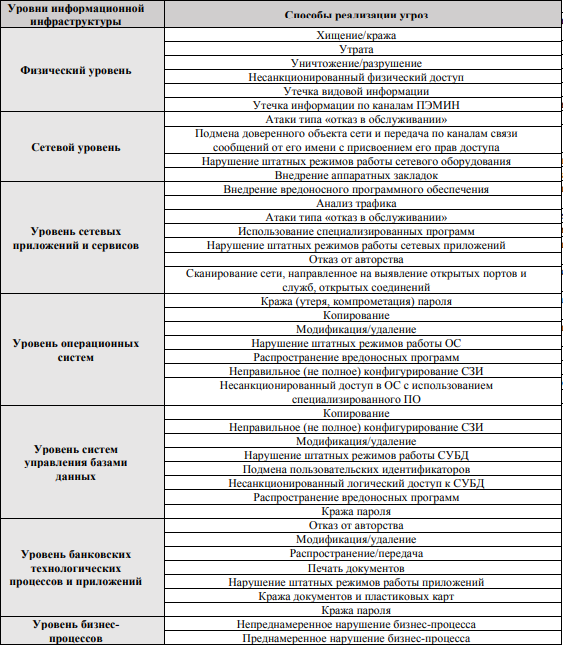 Уровни информационной
инфраструктуры
Способы реализации угроз
Физический уровень
Хищение/кража
Утрата
Уничтожение/разрушение
Несанкционированный физический доступ
Утечка видовой информации
Утечка информации по каналам ПЭМИН
Сетевой уровень
Атаки типа «отказ в обслуживании»
Подмена доверенного объекта сети и передача по каналам связи
сообщений от его имени с присвоением его прав доступа
Нарушение штатных режимов работы сетевого оборудования
Внедрение аппаратных закладок
Уровень сетевых
приложений и сервисов
Внедрение вредоносного программного обеспечения
Анализ трафика
Атаки типа «отказ в обслуживании»
Использование специализированных программ
Нарушение штатных режимов работы сетевых приложений
Отказ от авторства
Сканирование сети, направленное на выявление открытых портов и
служб, открытых соединений
Уровень операционных
систем
Кража (утеря, компрометация) пароля
Копирование
Модификация/удаление
Нарушение штатных режимов работы ОС
Распространение вредоносных программ
Неправильное (не полное) конфигурирование СЗИ
Несанкционированный доступ в ОС с использованием
специализированного ПО
Уровень систем
управления базами
данных
Копирование
Неправильное (не полное) конфигурирование СЗИ
Модификация/удаление
Нарушение штатных режимов работы СУБД
Подмена пользовательских идентификаторов
Несанкционированный логический доступ к СУБД
Распространение вредоносных программ
Кража пароля
Уровень банковских
технологических
процессов и приложений
Отказ от авторства
Модификация/удаление
Распространение/передача
Печать документов
Нарушение штатных режимов работы приложений
Кража документов и пластиковых карт
Кража пароля
Уровень бизнес-
процессов
Непреднамеренное нарушение бизнес-процесса
Преднамеренное нарушение бизнес-процесса